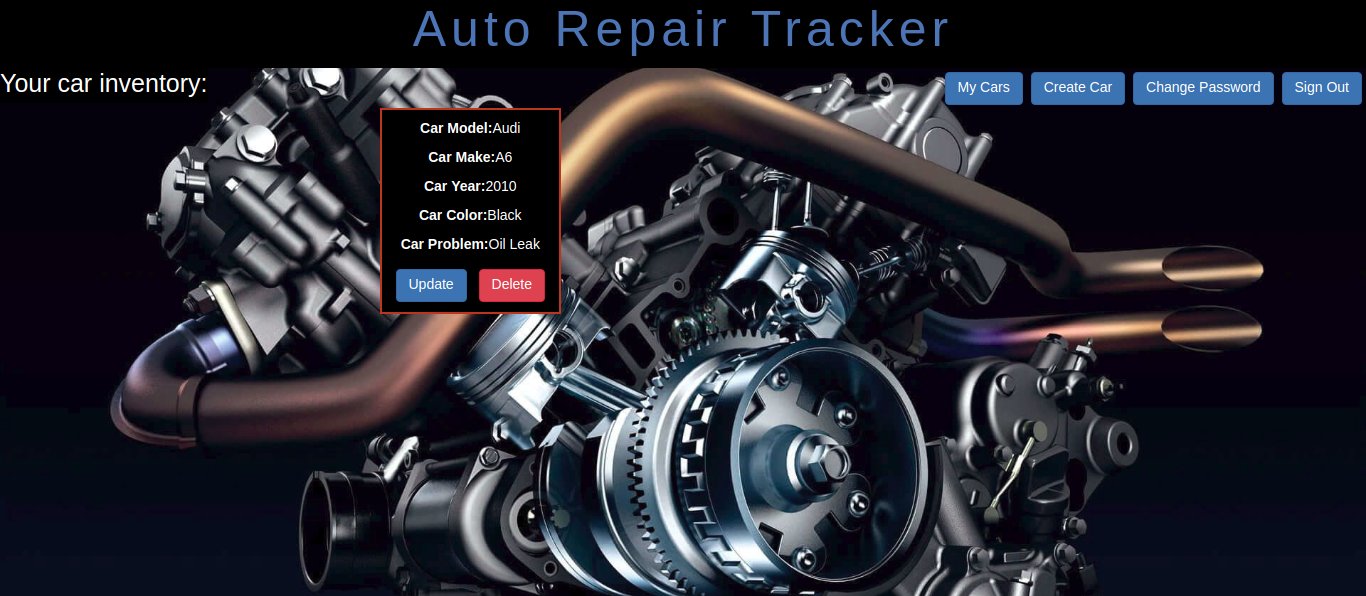 Auto Repair Tracker
Your car inventory:
My Cars
Create Car
Change Password
Sign Out
Car Model:Audi
Car Make:A6
Car Year:2010
Car Color:Black
Car Problem:Oil Leak
Update
Delete